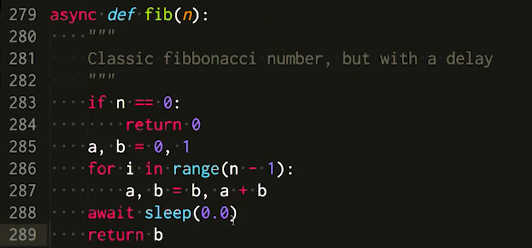 279 async def fib(n):
280     """
281     Classic fibbonacci number, but with a delay
282     """
283     if n == 0:
284         return 0
285     a, b = 0, 1
286     for i in range(n - 1):
287         a, b = b, a + b
288     await sleep(0.0)
289     return b